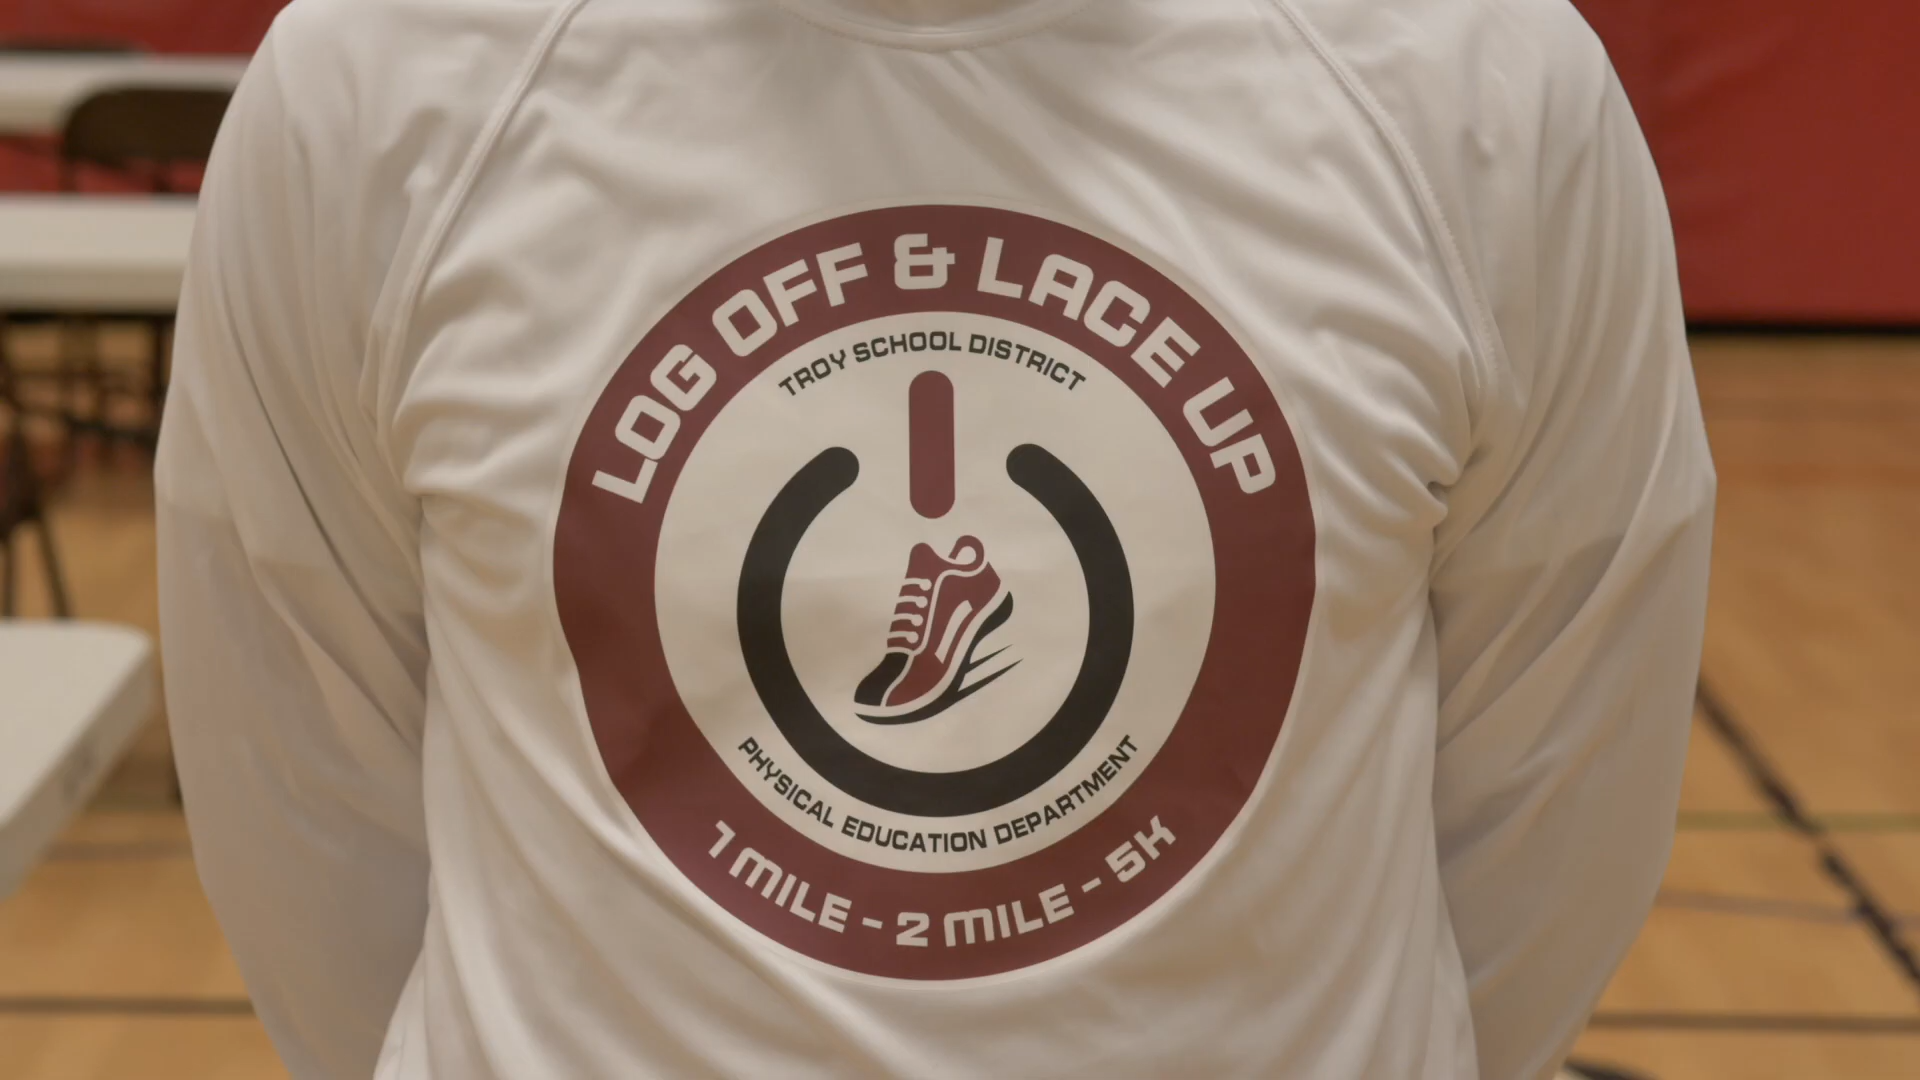 LOG OFF & LACE UP
TROY SCHOOL DISTRICT
PHYSICAL EDUCATION DEPARTMENT
1 MILE - 2 MILE - 5K